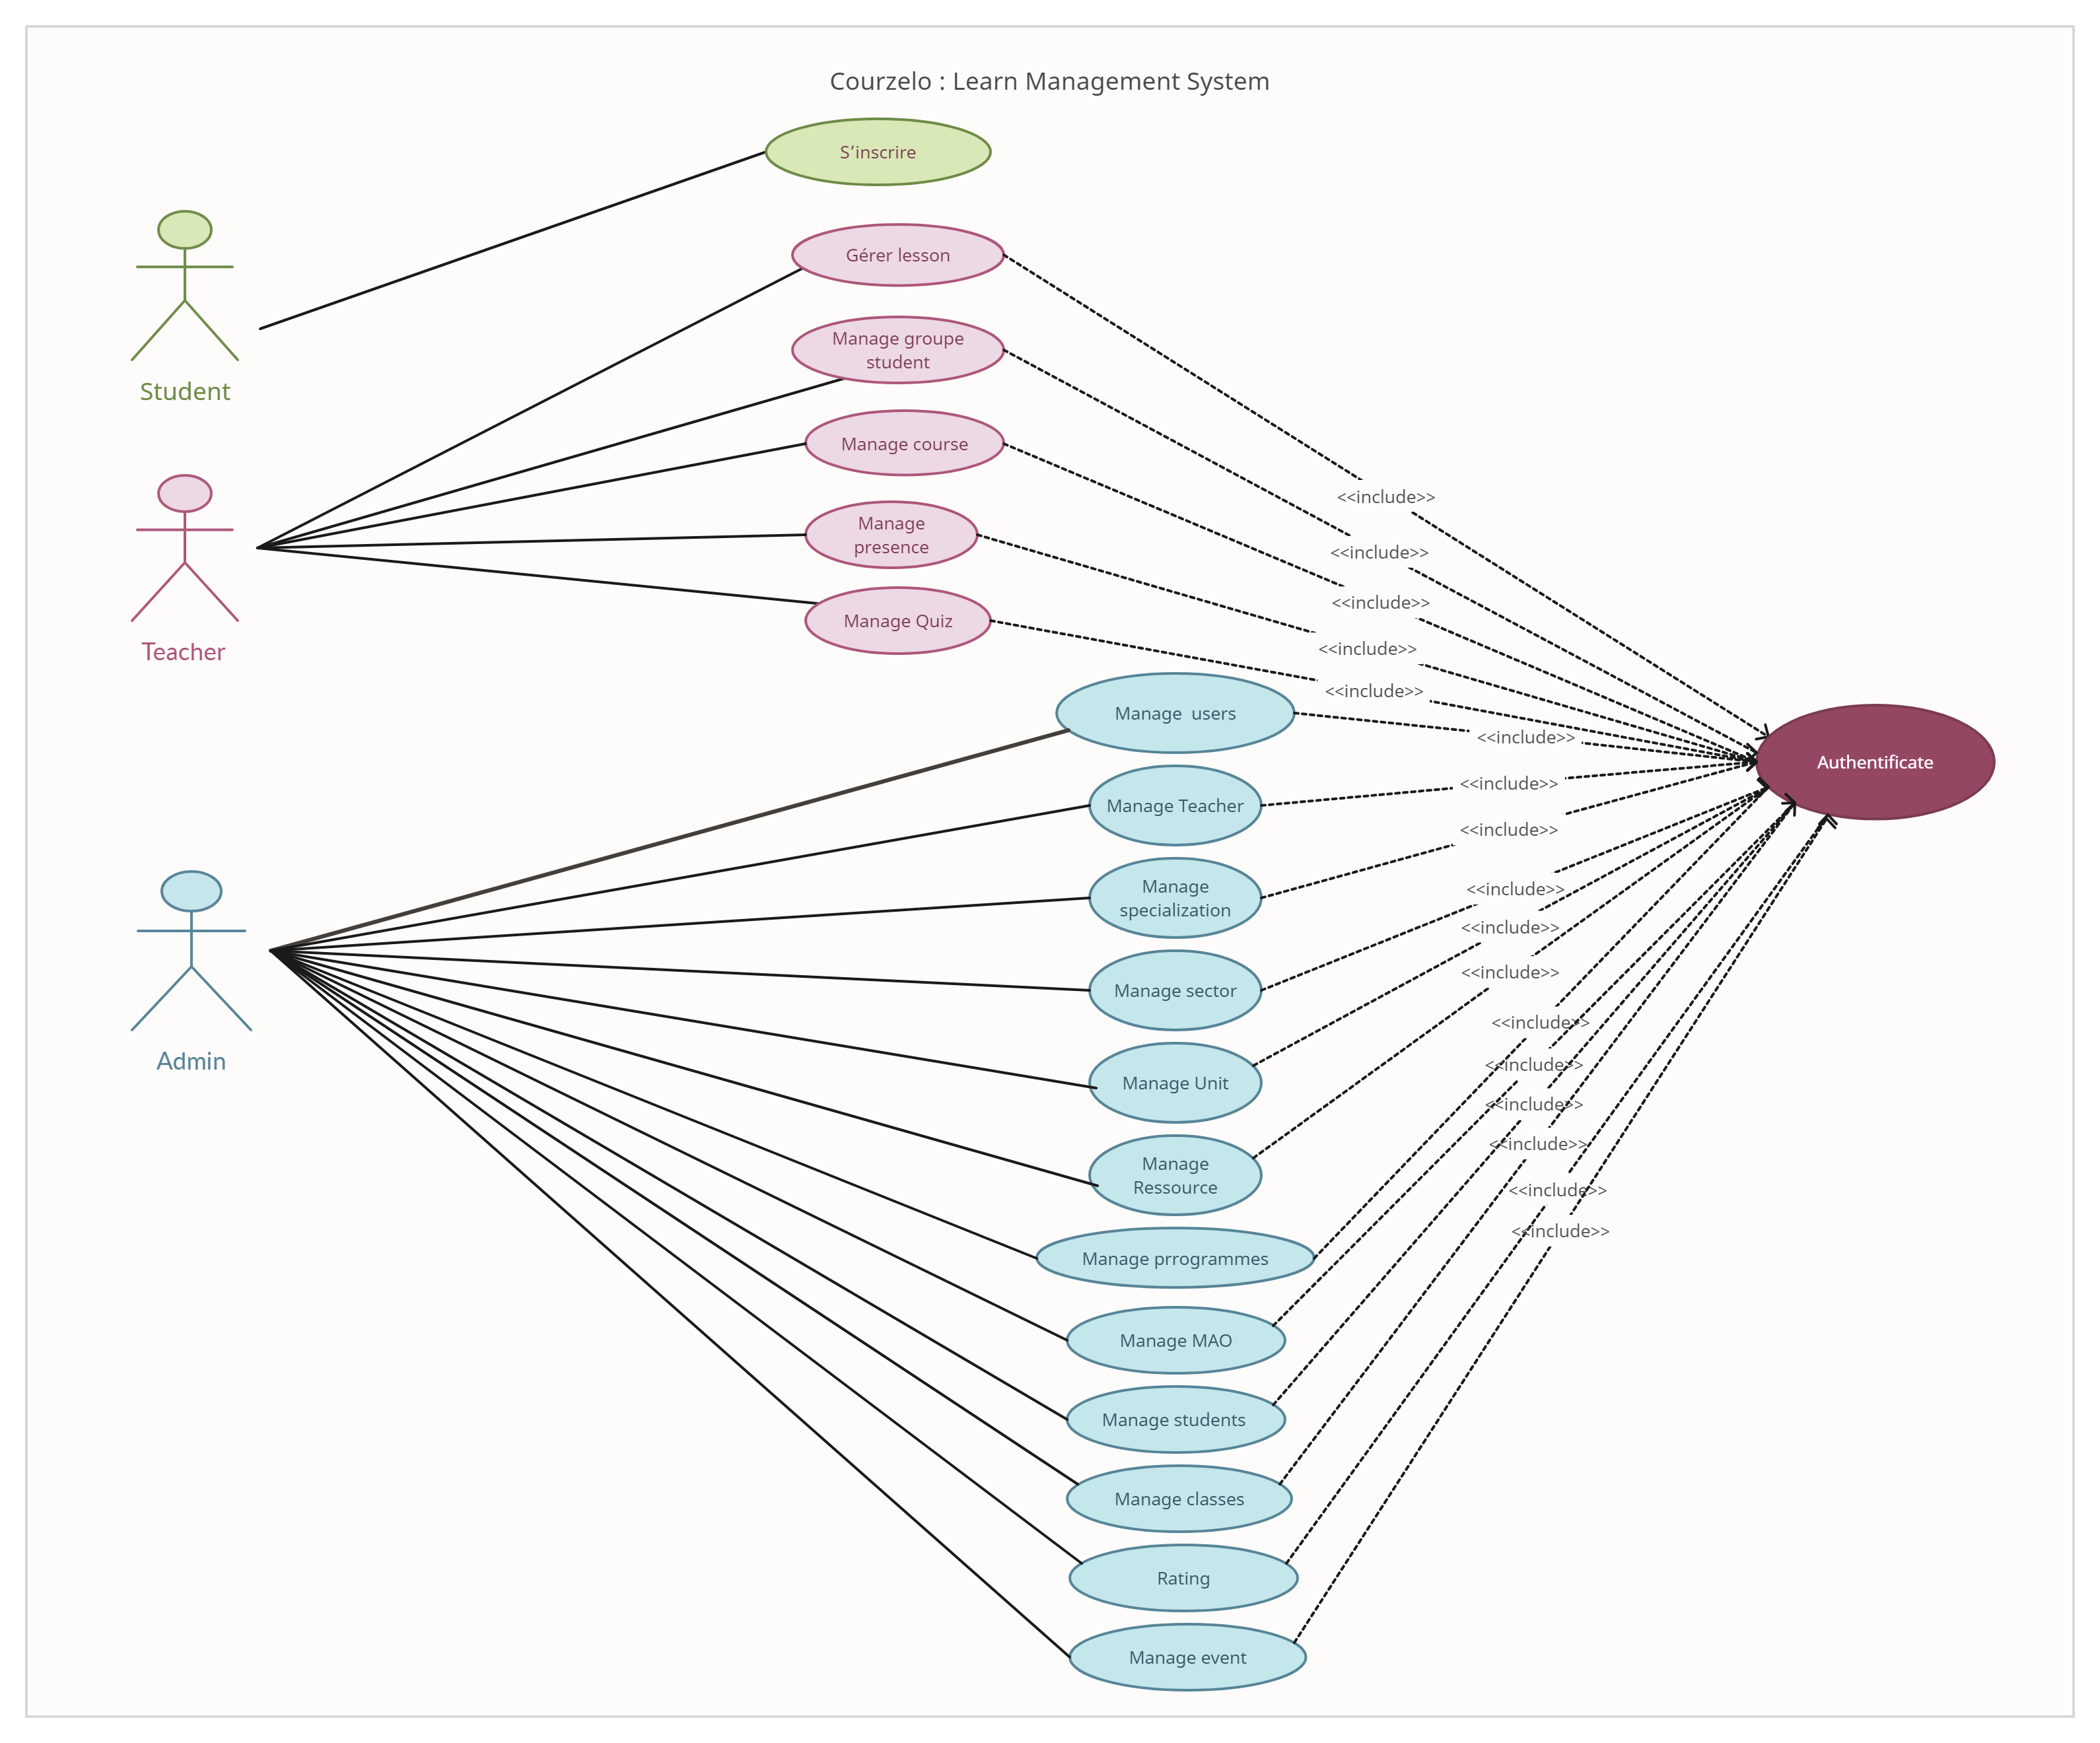 Courzelo : Learn Management System
S'inscrire
Student
Gérer lesson
Manage groupe
student
Manage course
Manage
presence
Manage Quiz
Teacher
<<include>>
<<include>>
<<include>>
<<include>>
<<include>>
Manage  users
<<include>>
Manage Teacher
<<include>>
Manage
specialization
<<include>>
Manage sector
<<include>>
Manage Unit
<<include>>
Manage
Ressource
<<include>>
Manage prrogrammes
<<include>>
Manage MAO
<<include>>
Manage students
<<include>>
Manage classes
<<include>>
Rating
<<include>>
Manage event
<<include>>
Admin
Authentificate